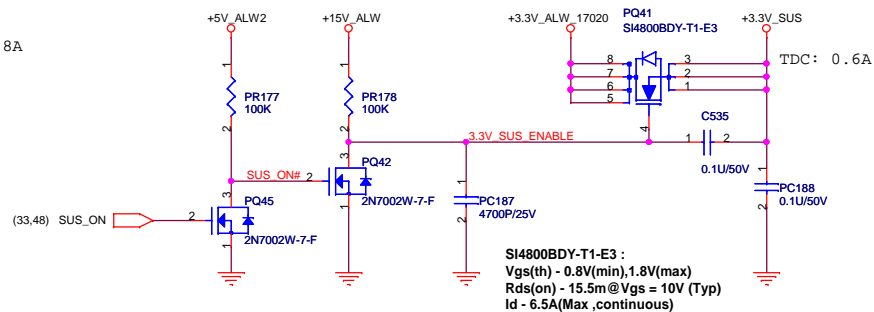 +5V_ALW2
+15V_ALW
+3.3V_ALW_17020
PQ41
SI4800BDY-T1-E3
+3.3V_SUS
8A
TDC: 0.6A
1
PR177
100K
2
1
PR178
100K
2
8
7
6
5
3
2
1
4
3.3V_SUS_ENABLE
1
C535
2
0.1U/50V
SUS_ON#
2
3
PQ42
2N7002W-7-F
1
3
PQ45
2N7002W-7-F
1
(33,48)
SUS_ON
2
1
PC187
4700P/25V
2
1
PC188
0.1U/50V
2
SI4800BDY-T1-E3 :
Vgs(th) - 0.8V(min),1.8V(max)
Rds(on) - 15.5m@Vgs = 10V (Typ)
Id - 6.5A(Max ,continuous)